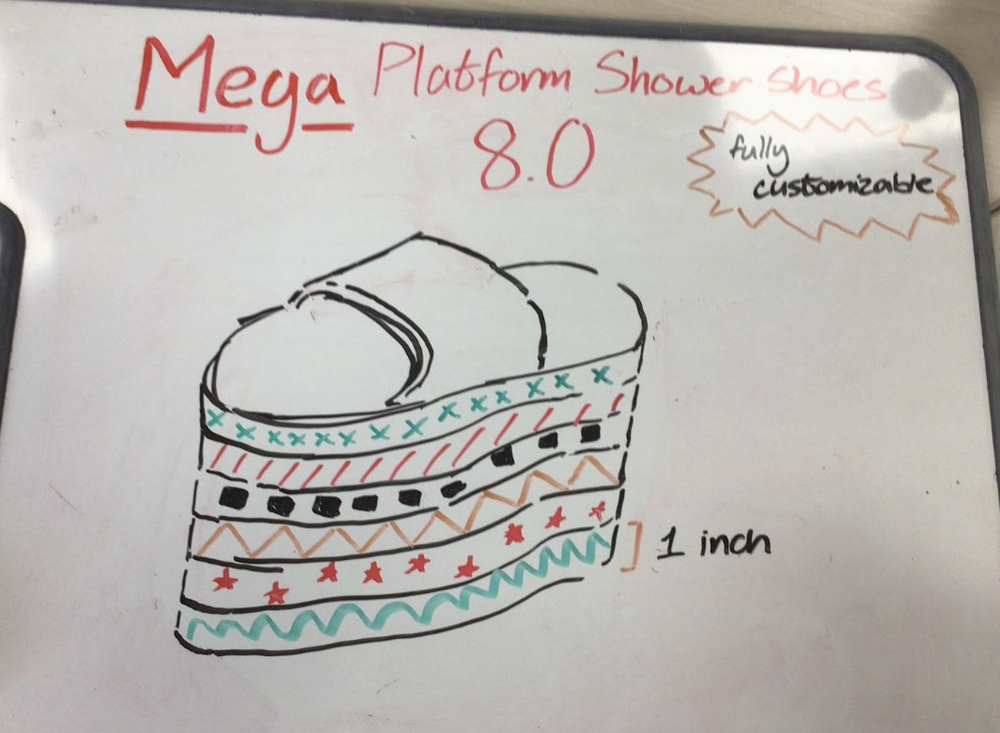 Mega Platform Shower Shoes
8.0
fully
customizable
1 inch